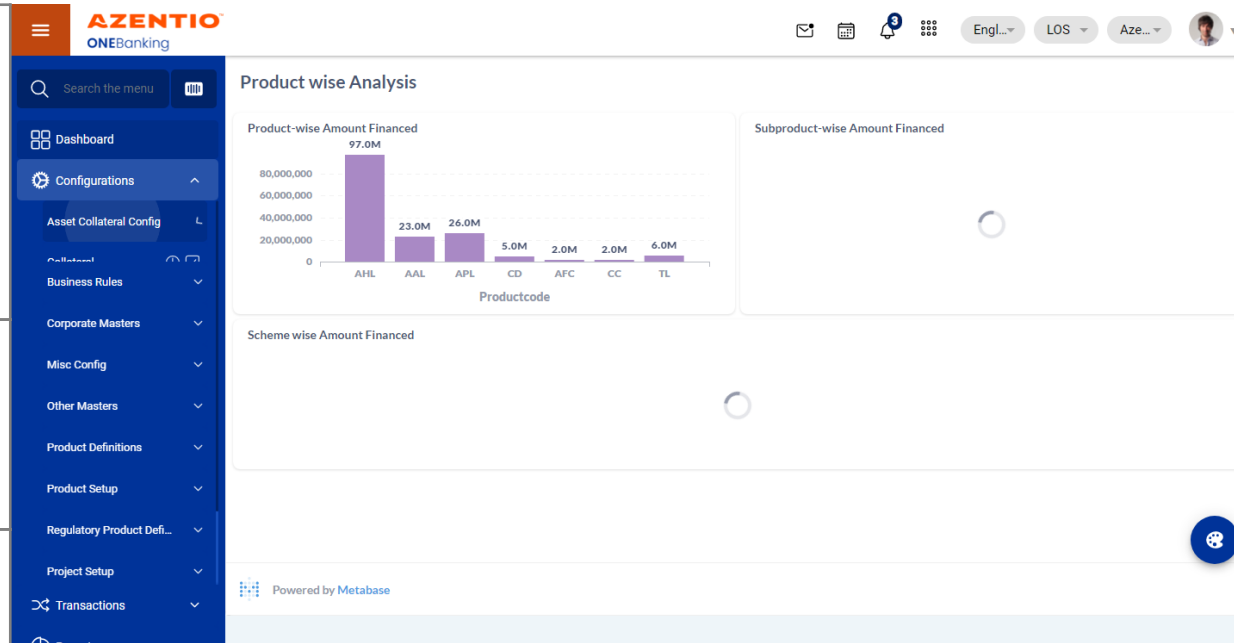 AZENTIO
ONEBanking
3
Engl...
LOS
Aze...
Search the menu
Dashboard
Configurations
Asset Collateral Config
Collateral
Business Rules
Corporate Masters
Misc Config
Other Masters
Product Definitions
Product Setup
Regulatory Product Defi...
Project Setup
Transactions
Product wise Analysis
Product-wise Amount Financed
97.0M
80,000,000
60,000,000
40,000,000
20,000,000
0
23.0M
26.0M
5.0M
2.0M
2.0M
6.0M
AHL AAL APL CD AFC CC TL
Productcode
Subproduct-wise Amount Financed
Scheme wise Amount Financed
Powered by Metabase